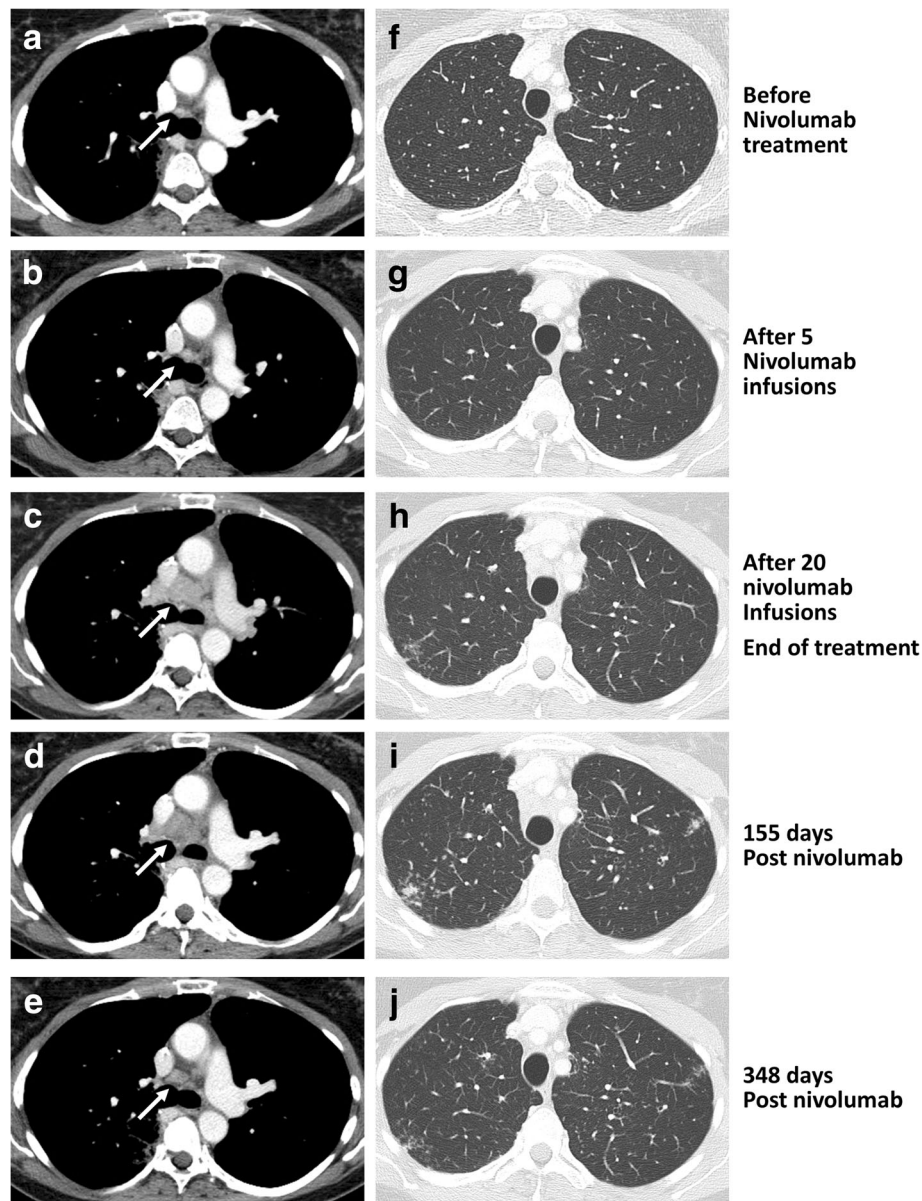 a
f
Before
Nivolumab
treatment
b
g
After 5
Nivolumab
infusions
c
h
After 20
nivolumab
Infusions
End of treatment
d
i
155 days
Post nivolumab
e
j
348 days
Post nivolumab